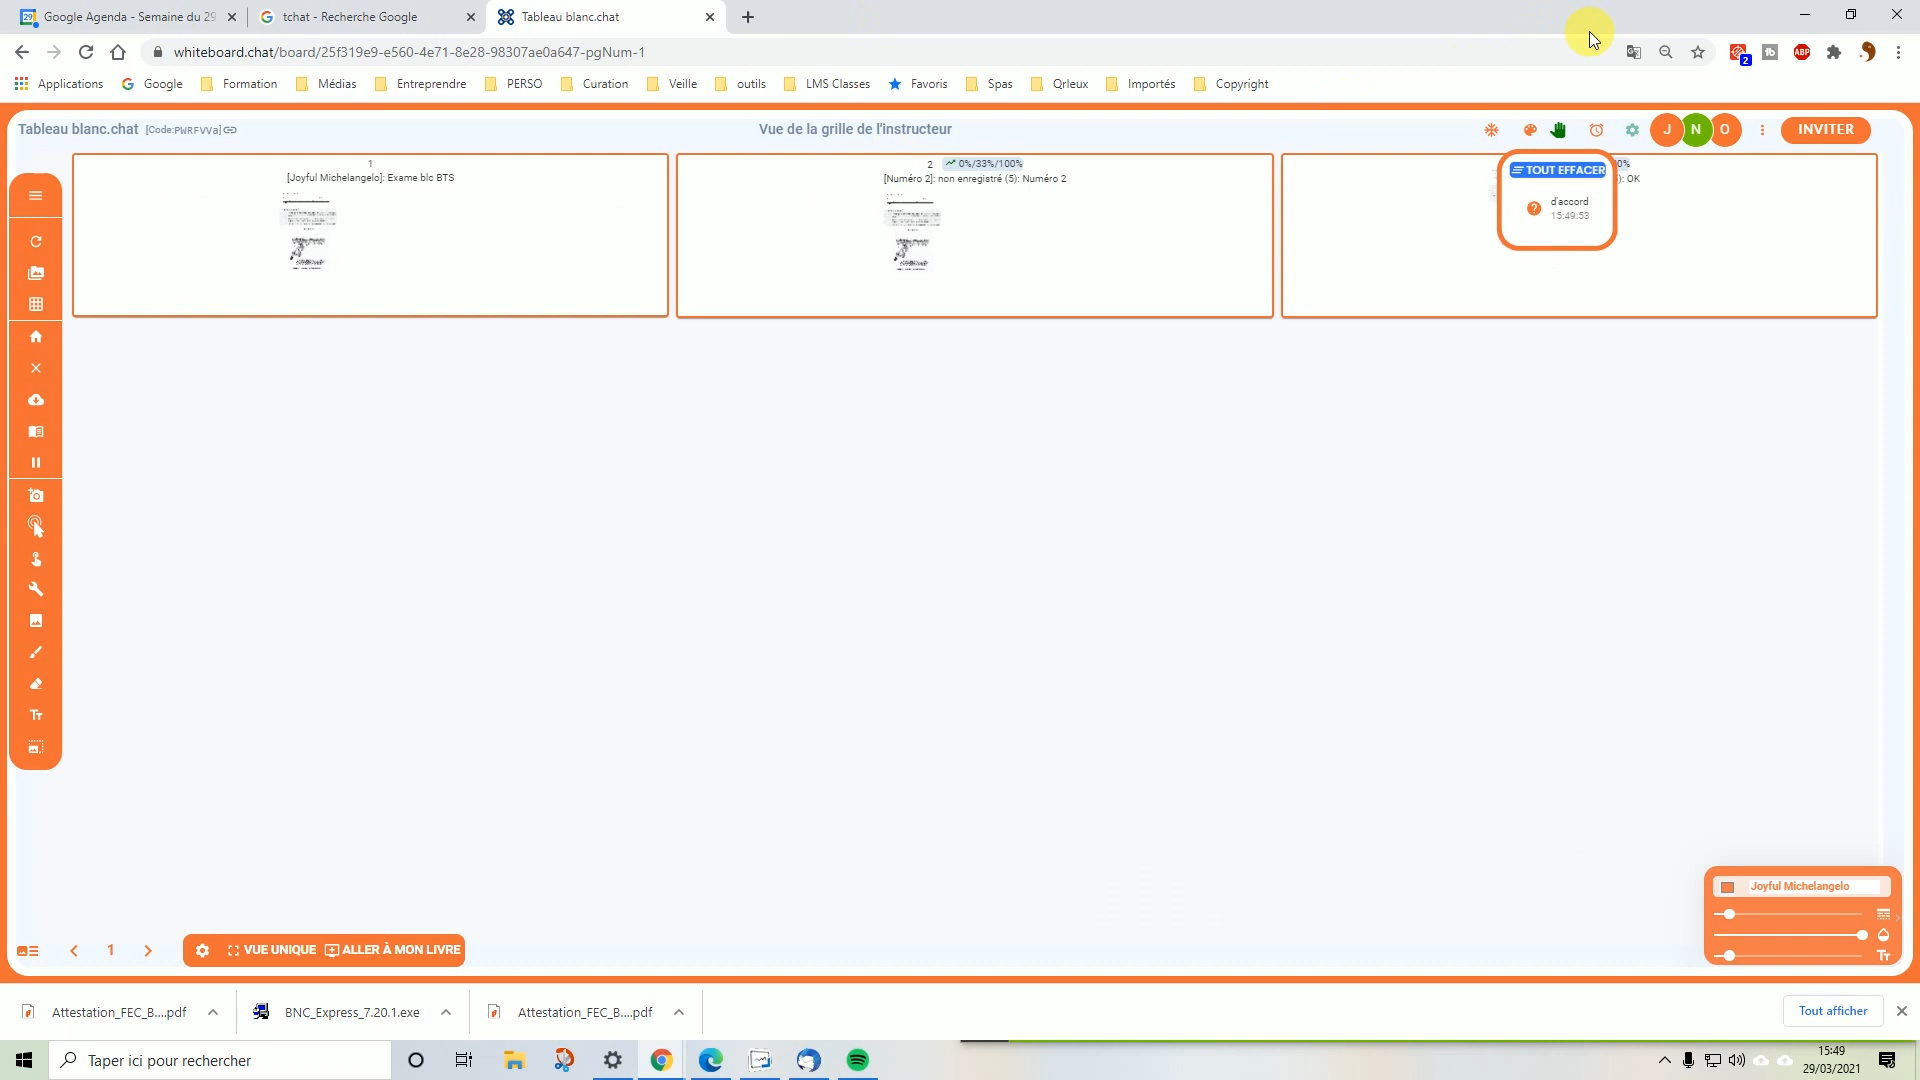 Google Agenda - Semaine du 29
tchat - Recherche Google
Tableau blanc.chat
whiteboard.chat/board/25f319e9-e560-4e71-8e28-98307ae0a647-pgNum-1
2
ABP
Applications
Google
Formation
Médias
Entreprendre
PERSO
Curation
Veille
outils
LMS Classes
Favoris
Spas
Qrleux
Importés
Copyright
Tableau blanc.chat [Code:PWRFVVa]
Vue de la grille de l'instructeur
J
N
O
INVITER
1
[Joyful Michelangelo]: Exame blc BTS
2 0%/33%/100%
[Numéro 2]: non enregistré (5): Numéro 2
0%
): OK
TOUT EFFACER
d'accord
15:49:53
Joyful Michelangelo
1
VUE UNIQUE
ALLER À MON LIVRE
Attestation_FEC_B....pdf
BNC_Express_7.20.1.exe
Attestation_FEC_B....pdf
Tout afficher
Taper ici pour rechercher
15:49
29/03/2021